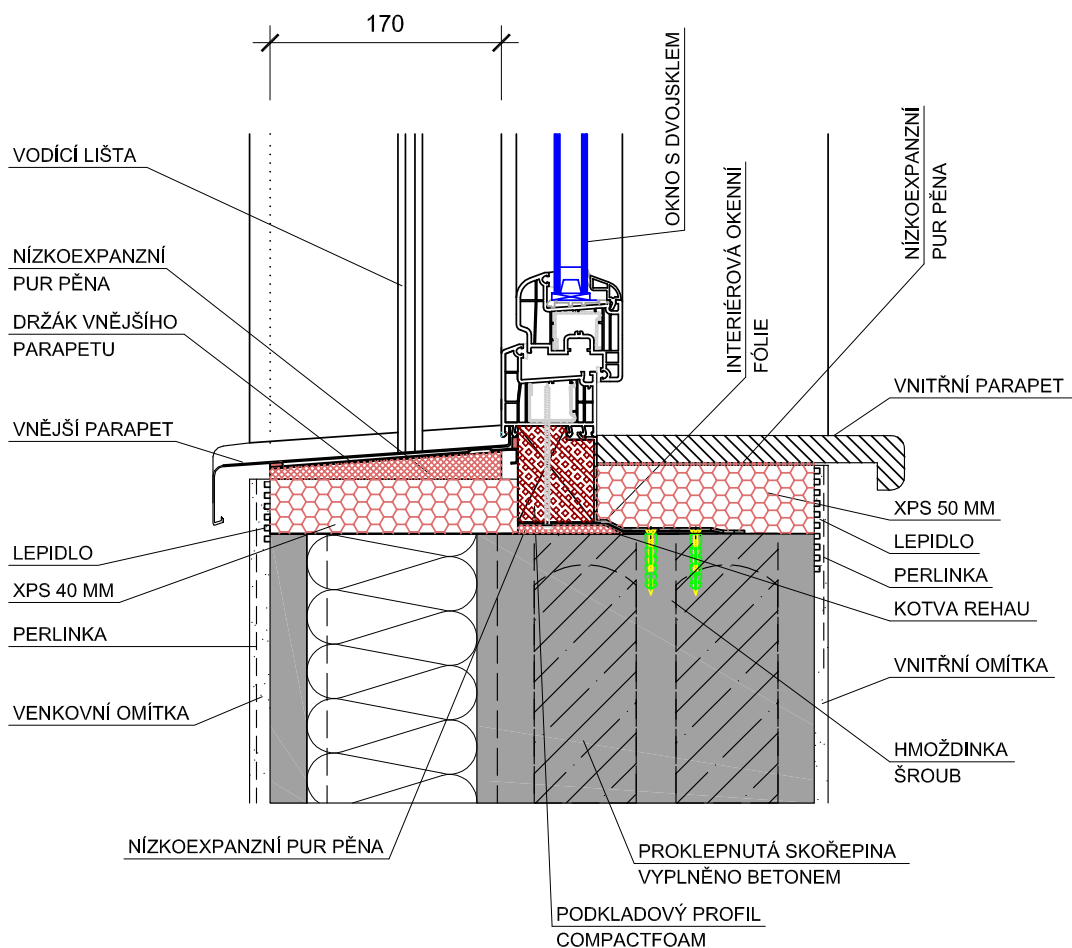 170
VODÍCÍ LIŠTA
NÍZKOEXPANZNÍ
PUR PĚNA
DRŽÁK VNĚJŠÍHO
PARAPETU
VNĚJŠÍ PARAPET
LEPIDLO
XPS 40 MM
PERLINKA
VENKOVNÍ OMÍTKA
NÍZKOEXPANZNÍ PUR PĚNA
OKNO S DVOJSKLEM
INTERIÉROVÁ OKENNÍ
FÓLIE
NÍZKOEXPANZNÍ
PUR PĚNA
VNITŘNÍ PARAPET
XPS 50 MM
LEPIDLO
PERLINKA
KOTVA REHAU
VNITŘNÍ OMÍTKA
HMOŽDINKA
ŠROUB
PROKLEPNUTÁ SKOŘEPINA
VYPLNĚNO BETONEM
PODKLADOVÝ PROFIL
COMPACTFOAM